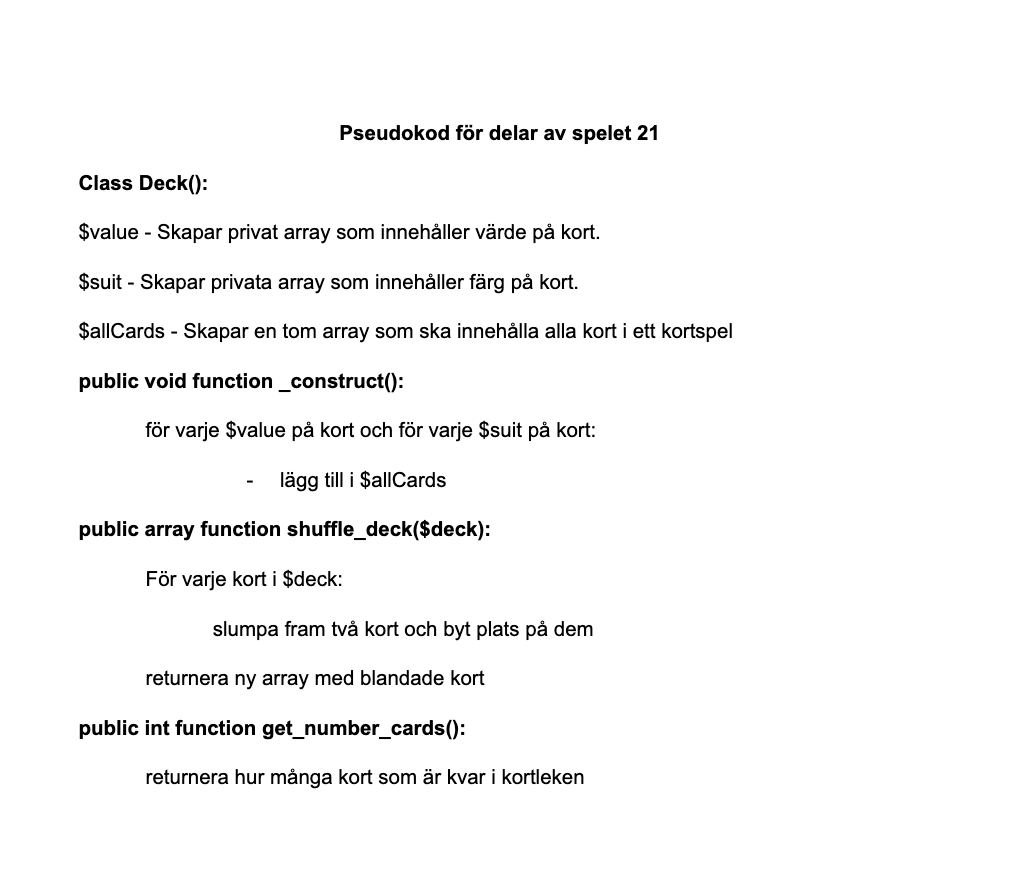 Pseudokod för delar av spelet 21
Class Deck():
$value - Skapar privat array som innehåller värde på kort.
$suit - Skapar privata array som innehåller färg på kort.
$allCards - Skapar en tom array som ska innehålla alla kort i ett kortspel
public void function _construct():
för varje $value på kort och för varje $suit på kort:
- lägg till i $allCards
public array function shuffle_deck($deck):
För varje kort i $deck:
slumpa fram två kort och byt plats på dem
returnera ny array med blandade kort
public int function get_number_cards():
returnera hur många kort som är kvar i kortleken